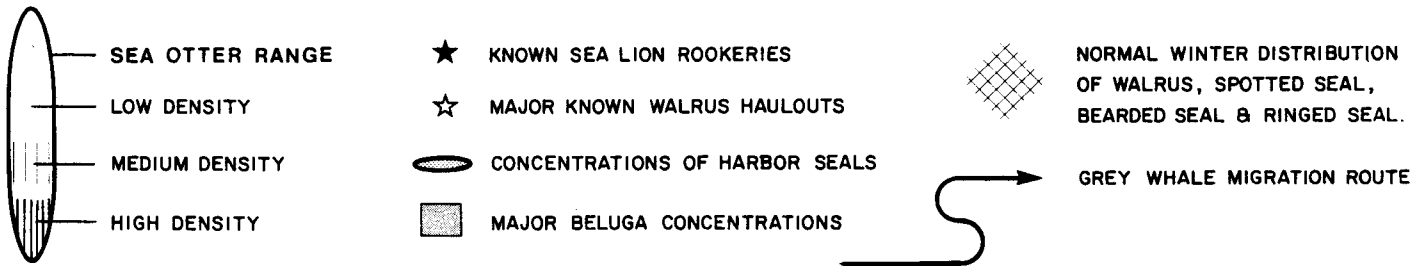 SEA OTTER RANGE
LOW DENSITY
MEDIUM DENSITY
HIGH DENSITY
KNOWN SEA LION ROOKERIES
MAJOR KNOWN WALRUS HAULOUTS
CONCENTRATIONS OF HARBOR SEALS
MAJOR BELUGA CONCENTRATIONS
NORMAL WINTER DISTRIBUTION
OF WALRUS, SPOTTED SEAL,
BEARDED SEAL & RINGED SEAL.
GREY WHALE MIGRATION ROUTE